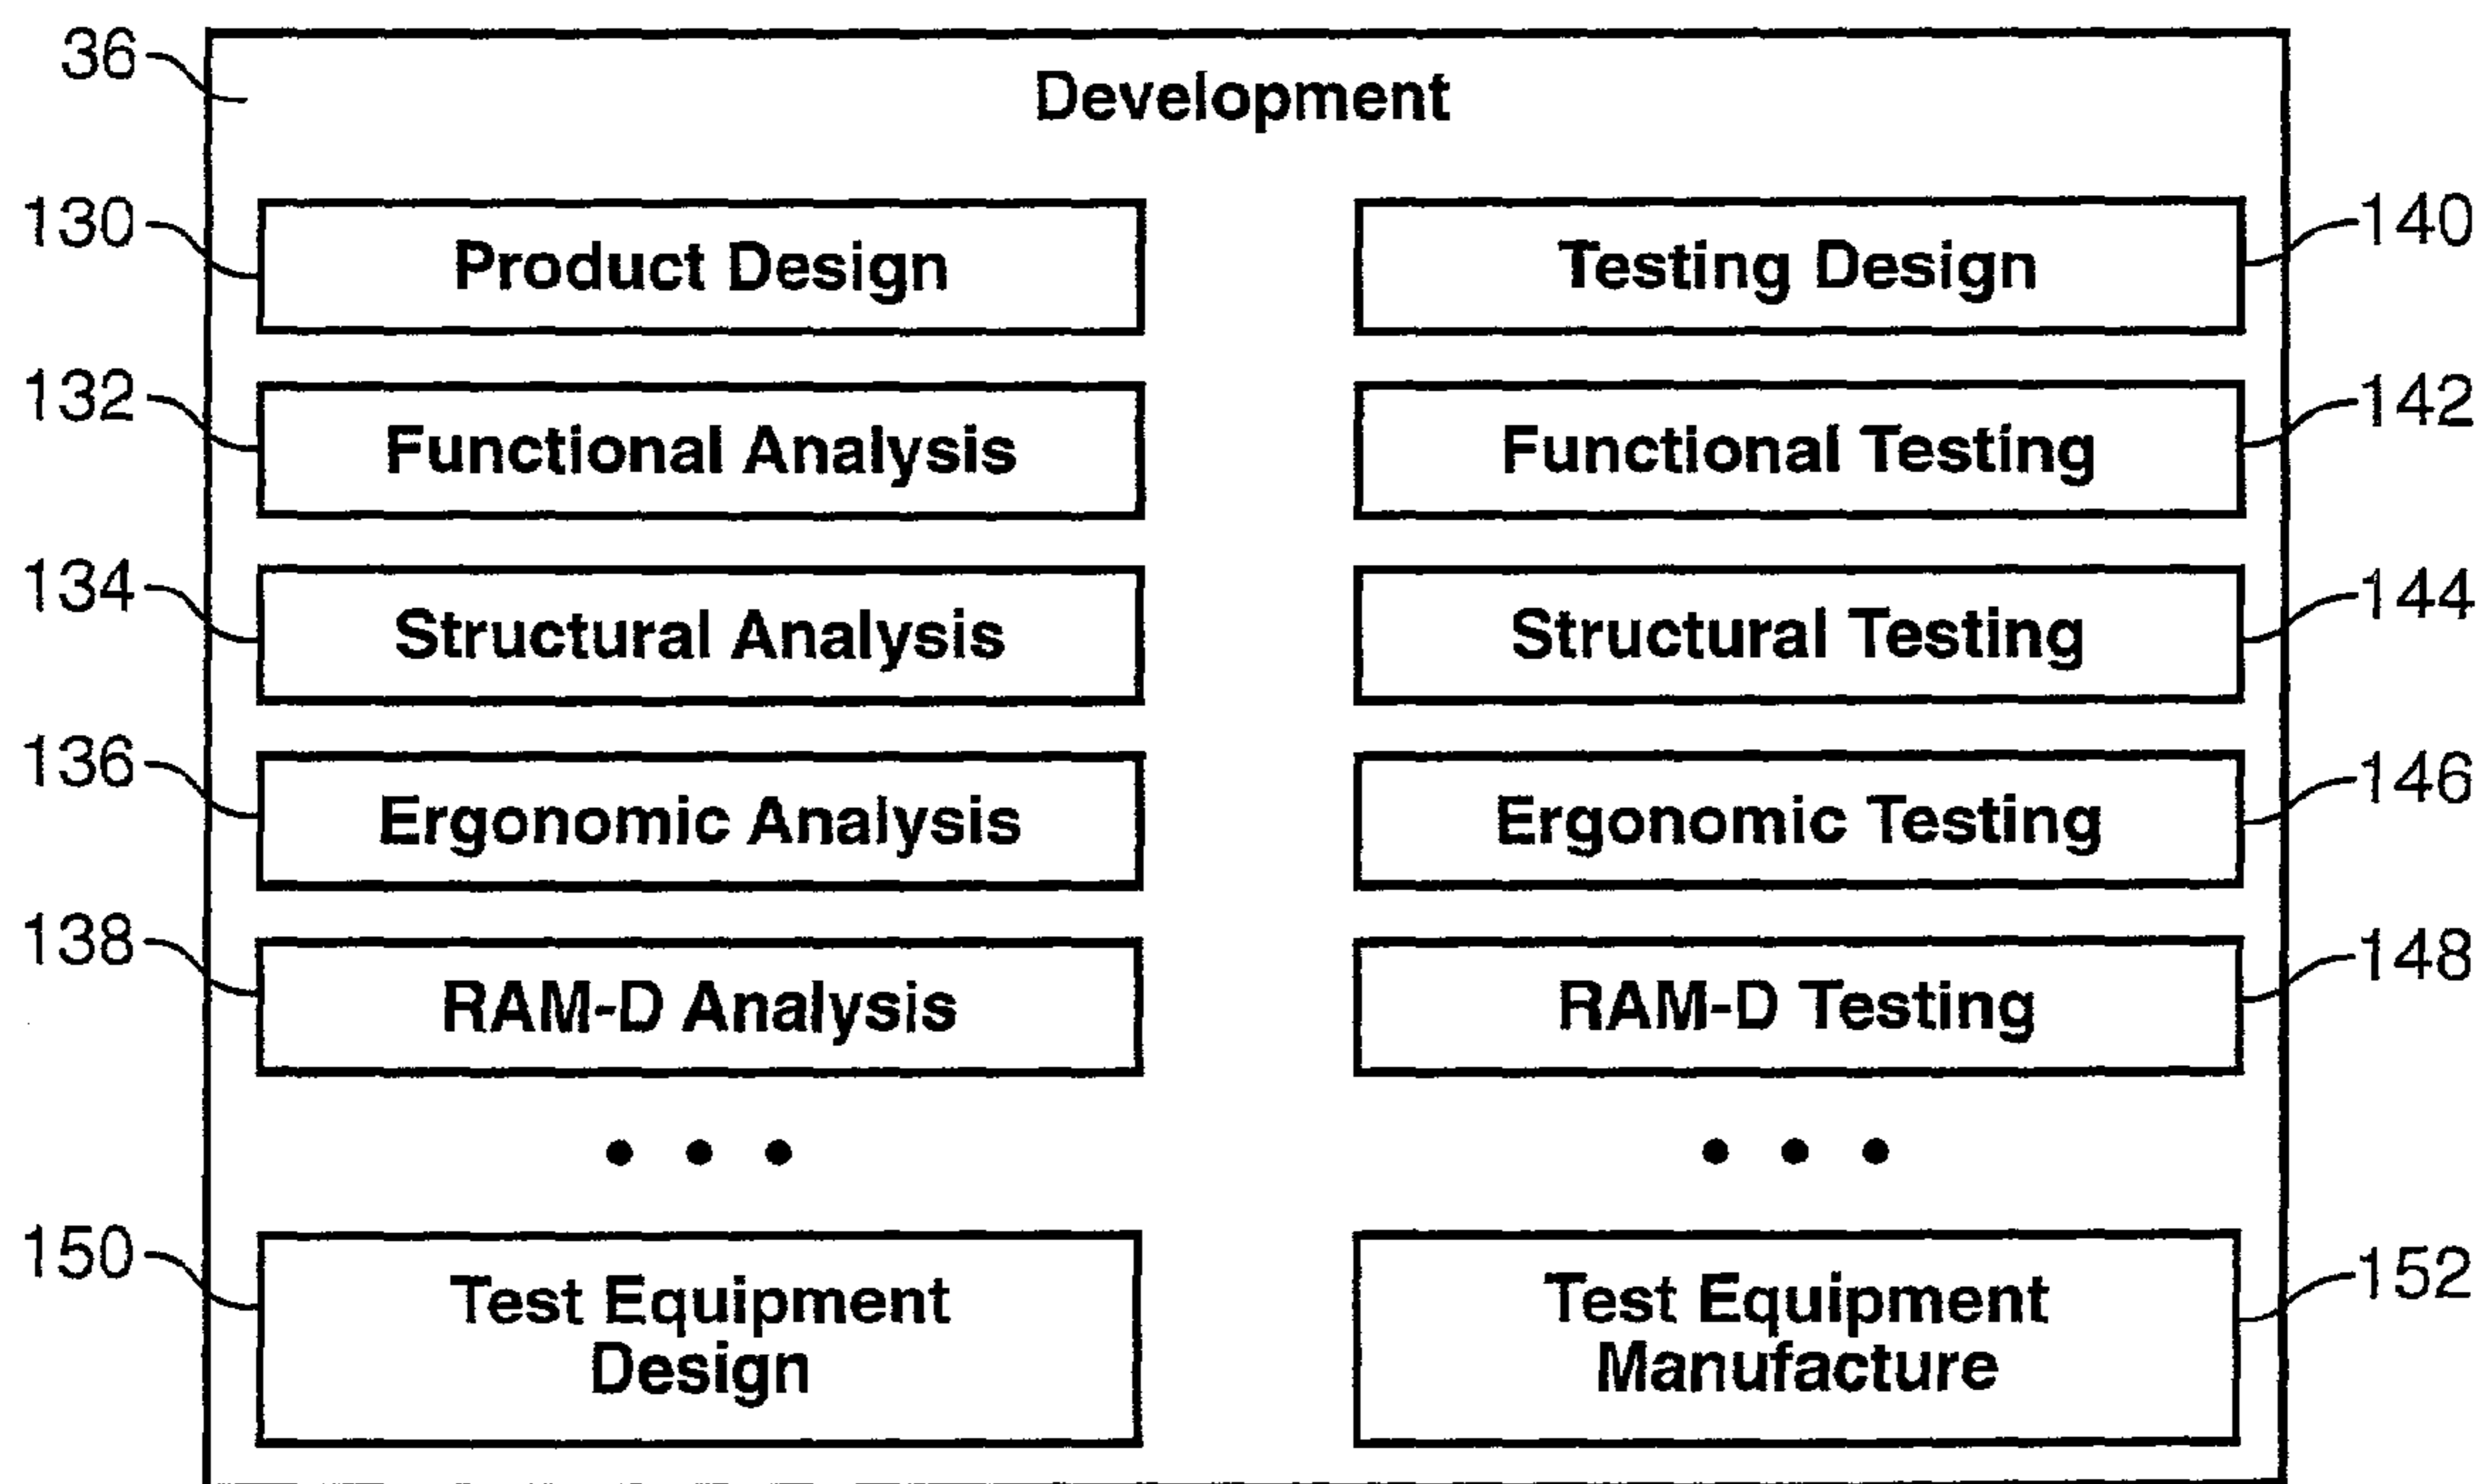 36
Development
130
Product Design
Testing Design
140
132
Functional Analysis
Functional Testing
142
134
Structural Analysis
Structural Testing
144
136
Ergonomic Analysis
Ergonomic Testing
146
138
RAM-D Analysis
RAM-D Testing
148
• • •
• • •
150
Test Equipment
Design
Test Equipment
Manufacture
152